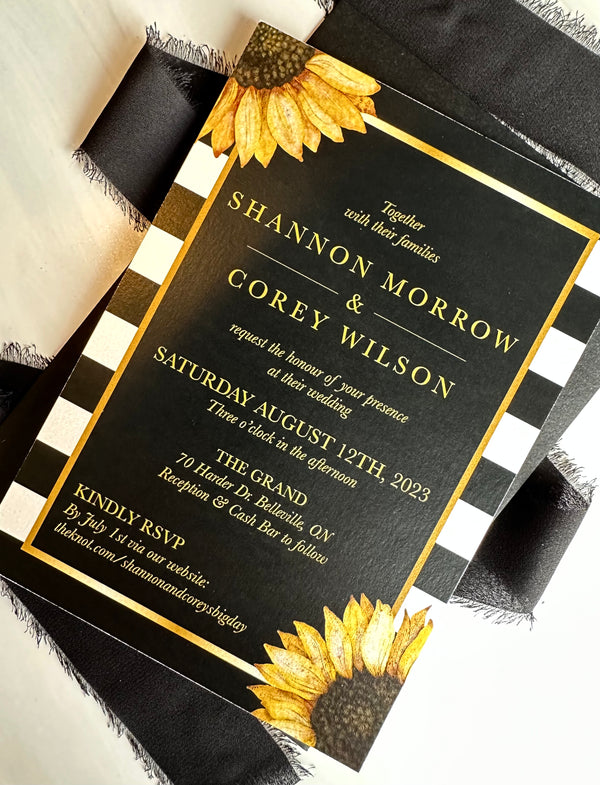 Together
with their families
SHANNON MORROW
&
COREY WILSON
request the honour of your presence
at their wedding
SATURDAY AUGUST 12TH, 2023
Three o'clock in the afternoon
THE GRAND
70 Harder Dr. Belleville, ON
Reception & Cash Bar to follow
KINDLY RSVP
By July 1st via our website:
theknot.com/shannonandcoreysbigday